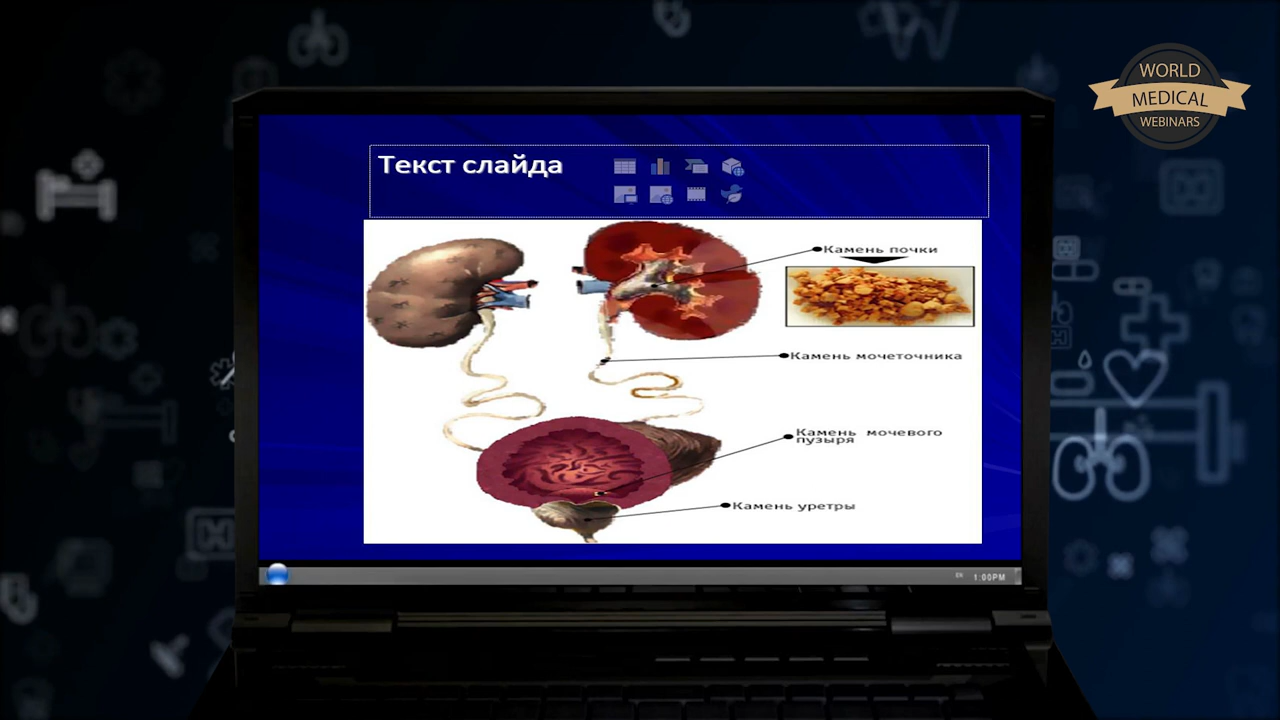 WORLD
MEDICAL
WEBINARS
Текст слайда
Камень почки
Камень мочеточника
Камень мочевого
пузыря
Камень уретры
EN 1:00PM